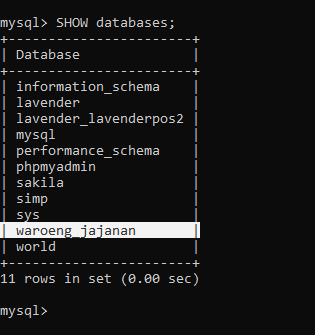 mysql> SHOW databases;
+--------------------+
| Database           |
+--------------------+
| information_schema |
| lavender           |
| lavender_lavenderpos2 |
| mysql              |
| performance_schema |
| phpmyadmin         |
| sakila             |
| simp               |
| sys                |
| waroeng_jajanan    |
| world              |
+--------------------+
11 rows in set (0.00 sec)
mysql>